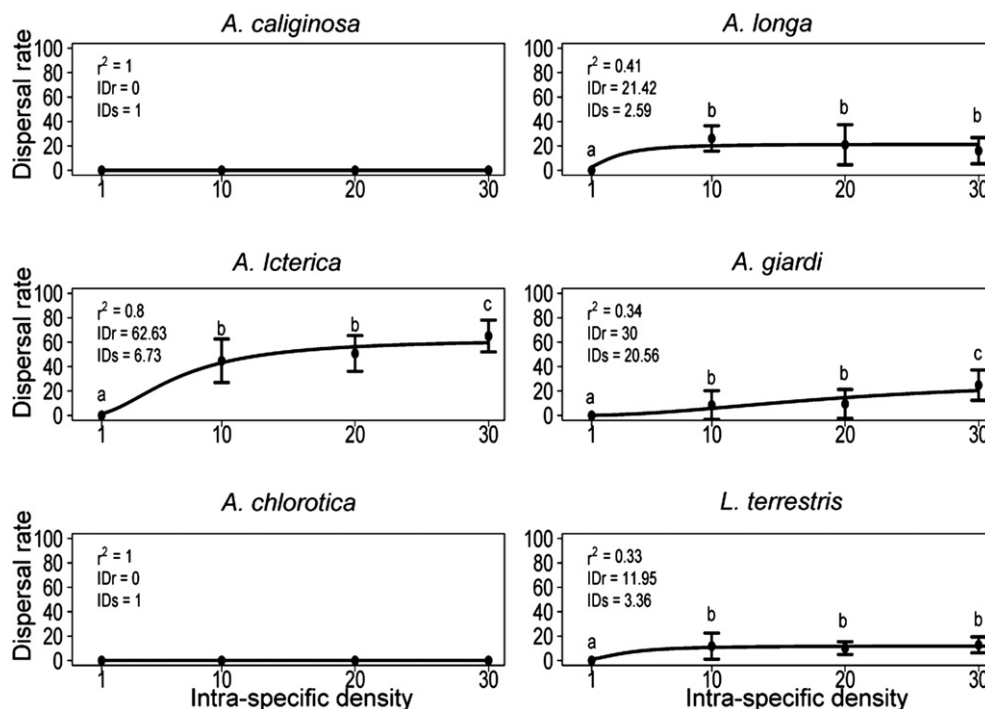 A. caliginosa
Dispersal rate
100
80
60
40
20
0
r² = 1
IDr = 0
IDs = 1
1 10 20 30
A. longa
100
80
60
40
20
0
r² = 0.41
IDr = 21.42
IDs = 2.59
a b b b
1 10 20 30
A. Icterica
Dispersal rate
100
80
60
40
20
0
r² = 0.8
IDr = 62.63
IDs = 6.73
a b b c
1 10 20 30
A. giardi
100
80
60
40
20
0
r² = 0.34
IDr = 30
IDs = 20.56
a b b c
1 10 20 30
A. chlorotica
Dispersal rate
100
80
60
40
20
0
r² = 1
IDr = 0
IDs = 1
1 10 20 30
Intra-specific density
L. terrestris
100
80
60
40
20
0
r² = 0.33
IDr = 11.95
IDs = 3.36
a b b b
1 10 20 30
Intra-specific density